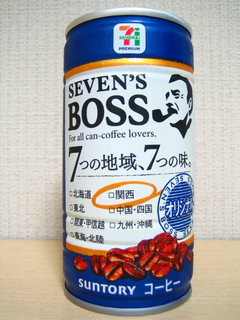 7
ELEVEN
PREMIUM
SEVEN'S
BOSS
For all can-coffee lovers.
7つの地域、7つの味。
□北海道 □関西
□東北 □中国・四国
□関東・甲信越 □九州・沖縄
□東海・北陸
オリジナル
SEVEN'S
SUNTORY コーヒー